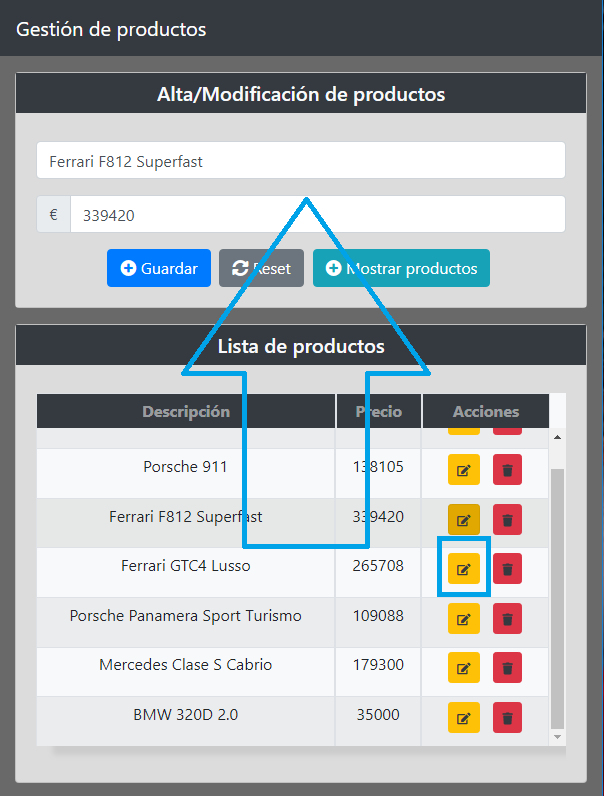 Gestión de productos
Alta/Modificación de productos
Ferrari F812 Superfast
€ 339420
Guardar Reset Mostrar productos
Lista de productos
Descripción Precio Acciones
Porsche 911 138105
Ferrari F812 Superfast 339420
Ferrari GTC4 Lusso 265708
Porsche Panamera Sport Turismo 109088
Mercedes Clase S Cabrio 179300
BMW 320D 2.0 35000